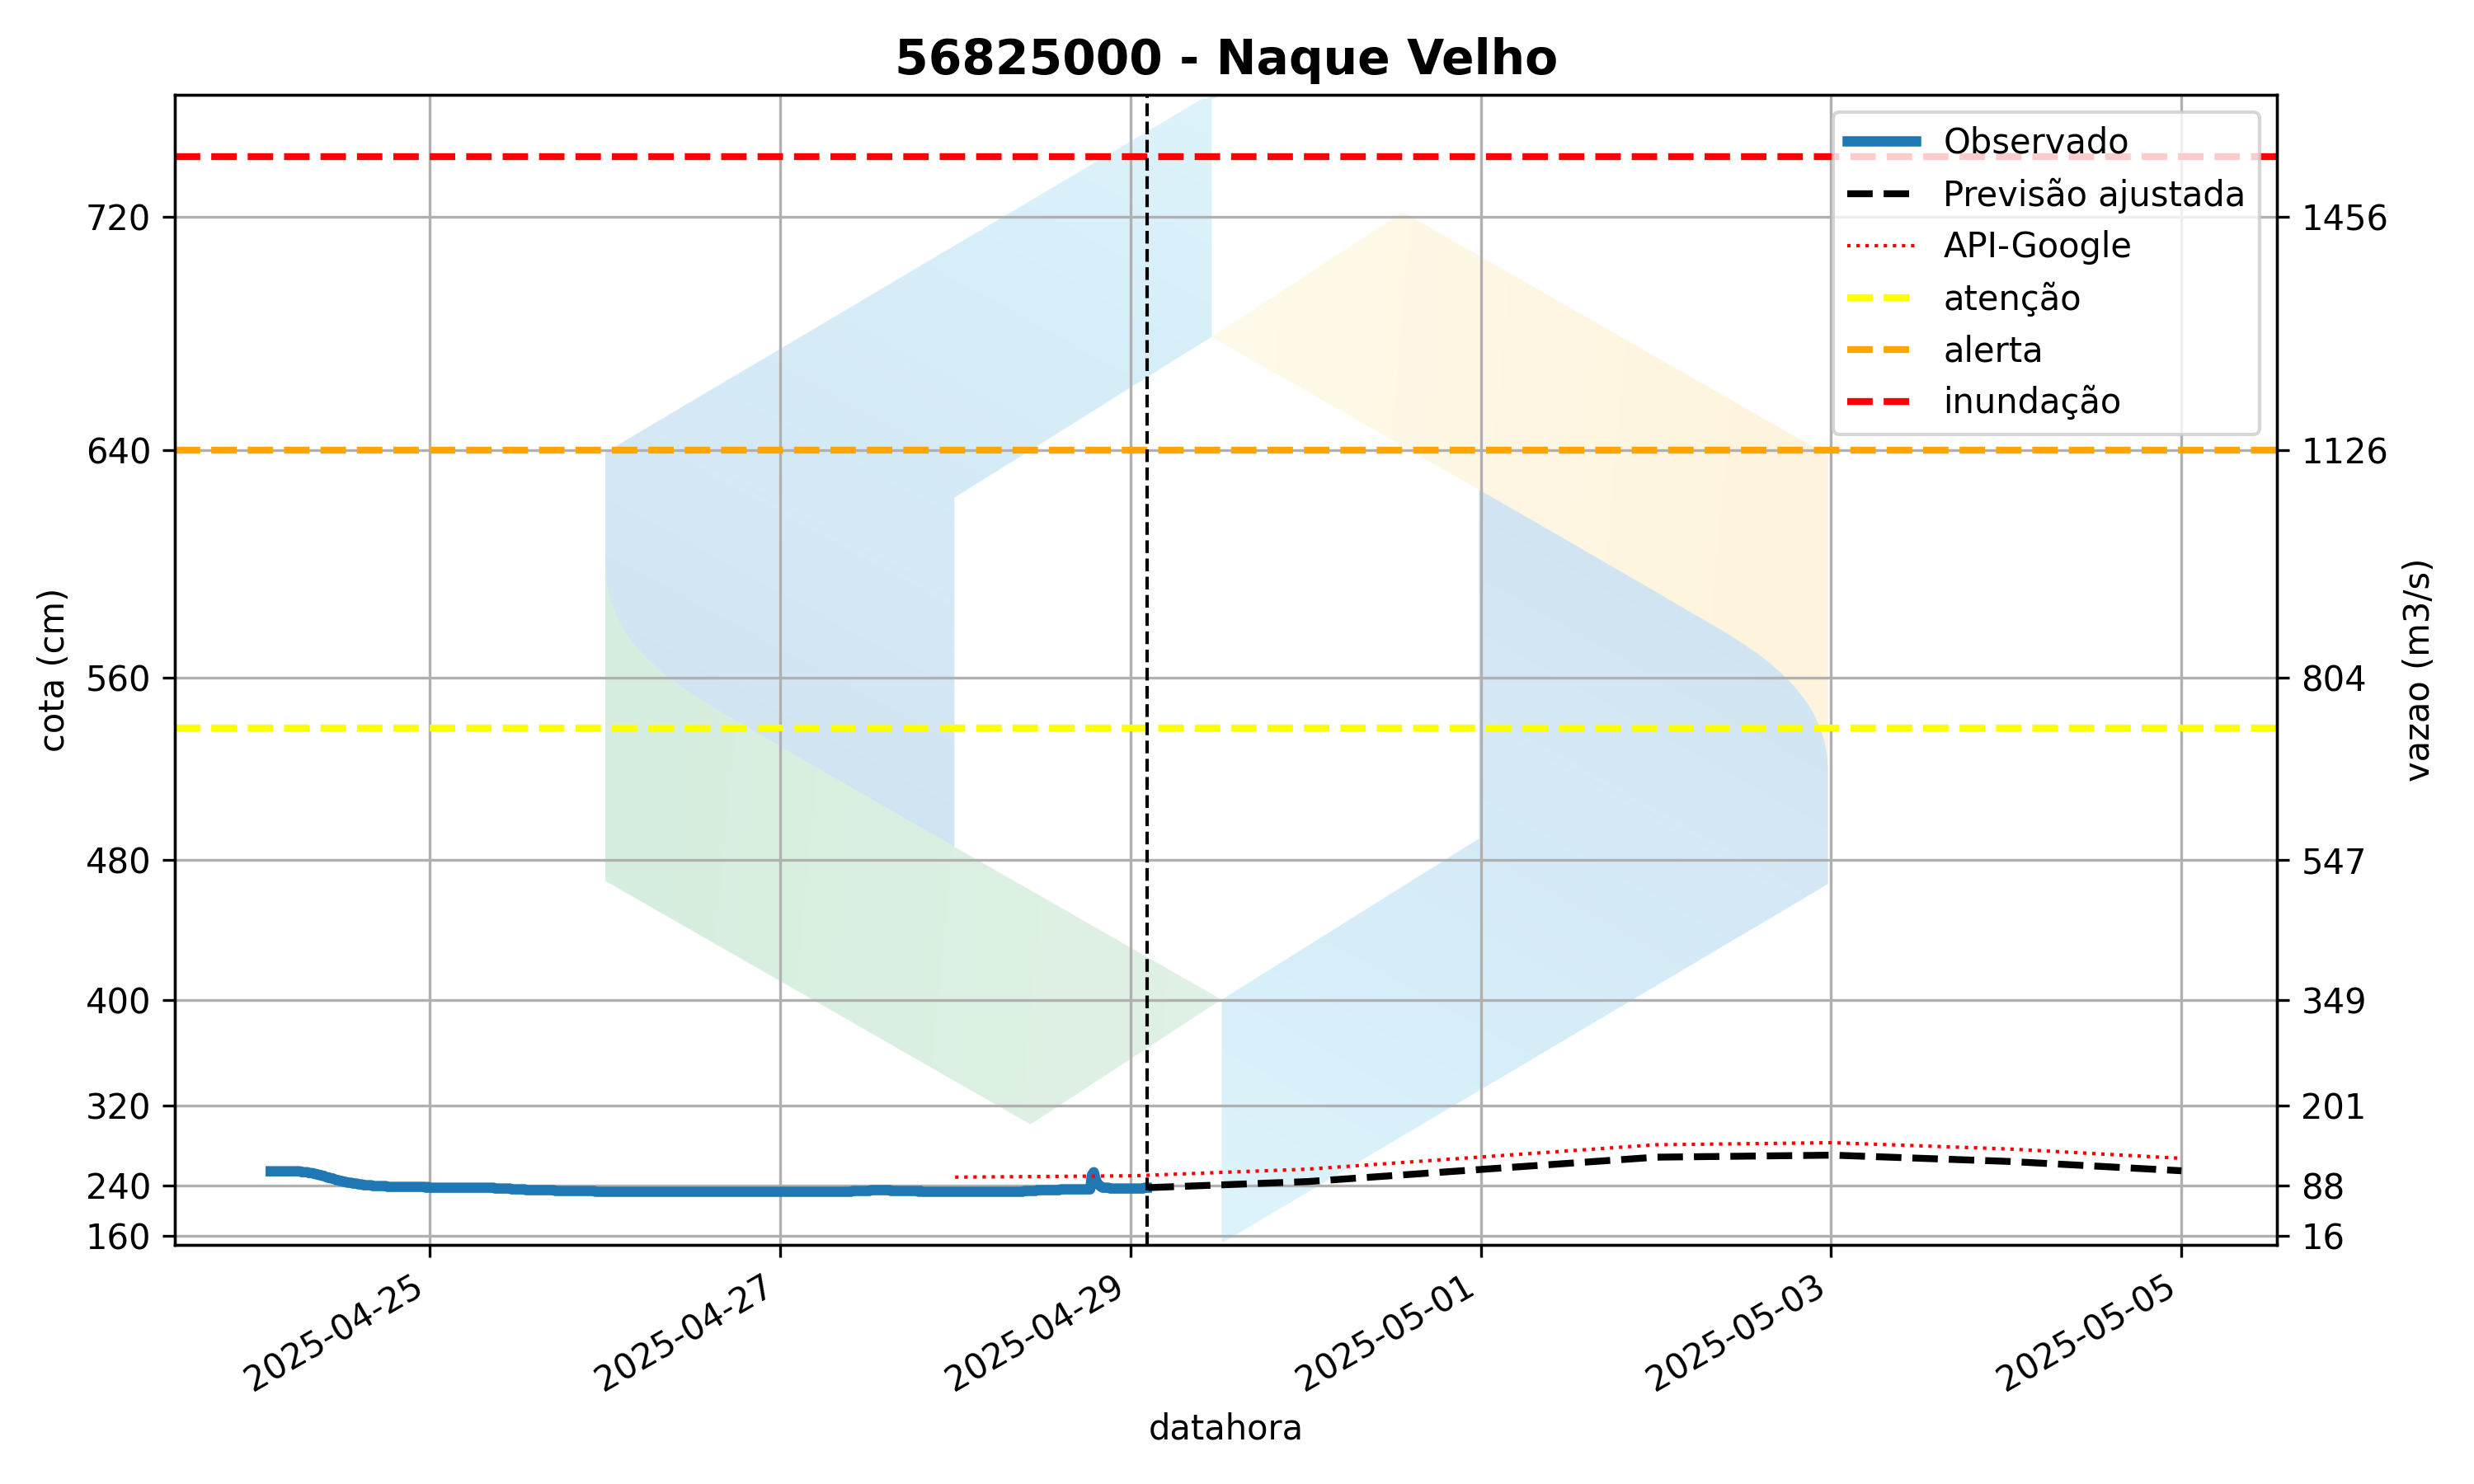 56825000 - Naque Velho
Observado
Previsão ajustada
API-Google
atenção
alerta
inundação
cota (cm)
720
640
560
480
400
320
240
160
vazao (m3/s)
1456
1126
804
547
349
201
88
16
2025-04-25
2025-04-27
2025-04-29
2025-05-01
2025-05-03
2025-05-05
datahora